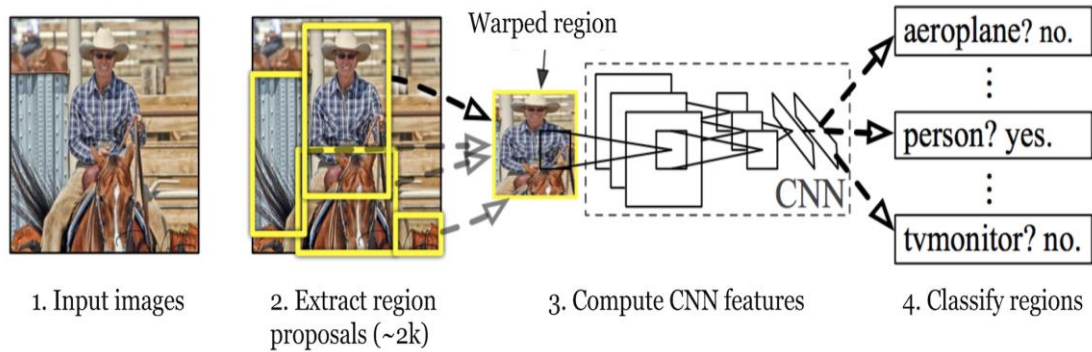 Warped region
aeroplane? no.
⋮
person? yes.
⋮
tvmonitor? no.
CNN
1. Input images
2. Extract region
proposals (~2k)
3. Compute CNN features
4. Classify regions